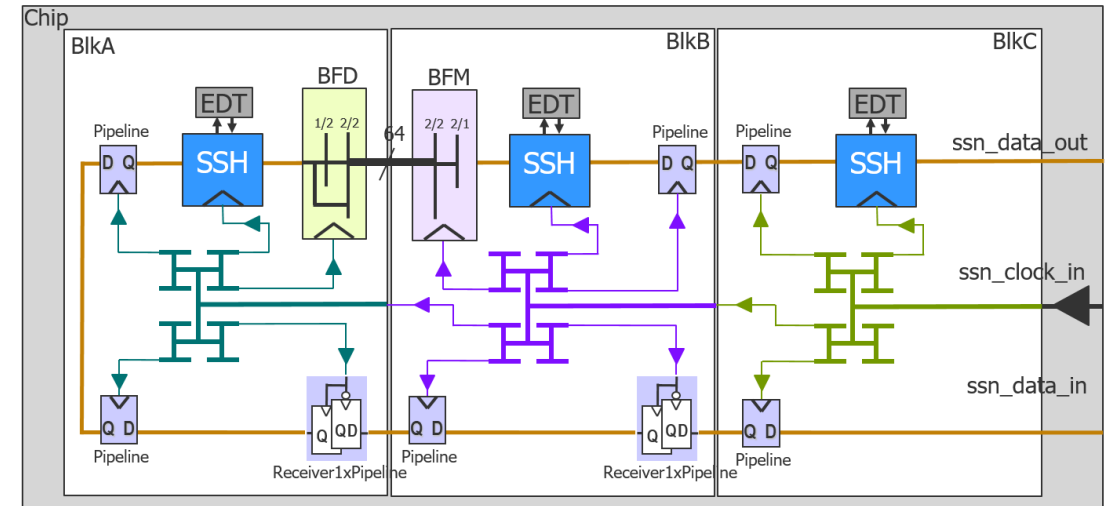 Chip
BlkA
BlkB
BlkC
BFD
BFM
EDT
EDT
EDT
Pipeline
1/2 2/2
64
2/2 2/1
Pipeline
Pipeline
ssn_data_out
D Q
SSH
SSH
D Q
D Q
SSH
ssn_clock_in
ssn_data_in
Q D
Q
QD
Q D
Q
QD
Q D
Pipeline
Receiver1xPipeline
Pipeline
Receiver1xPipeline
Pipeline